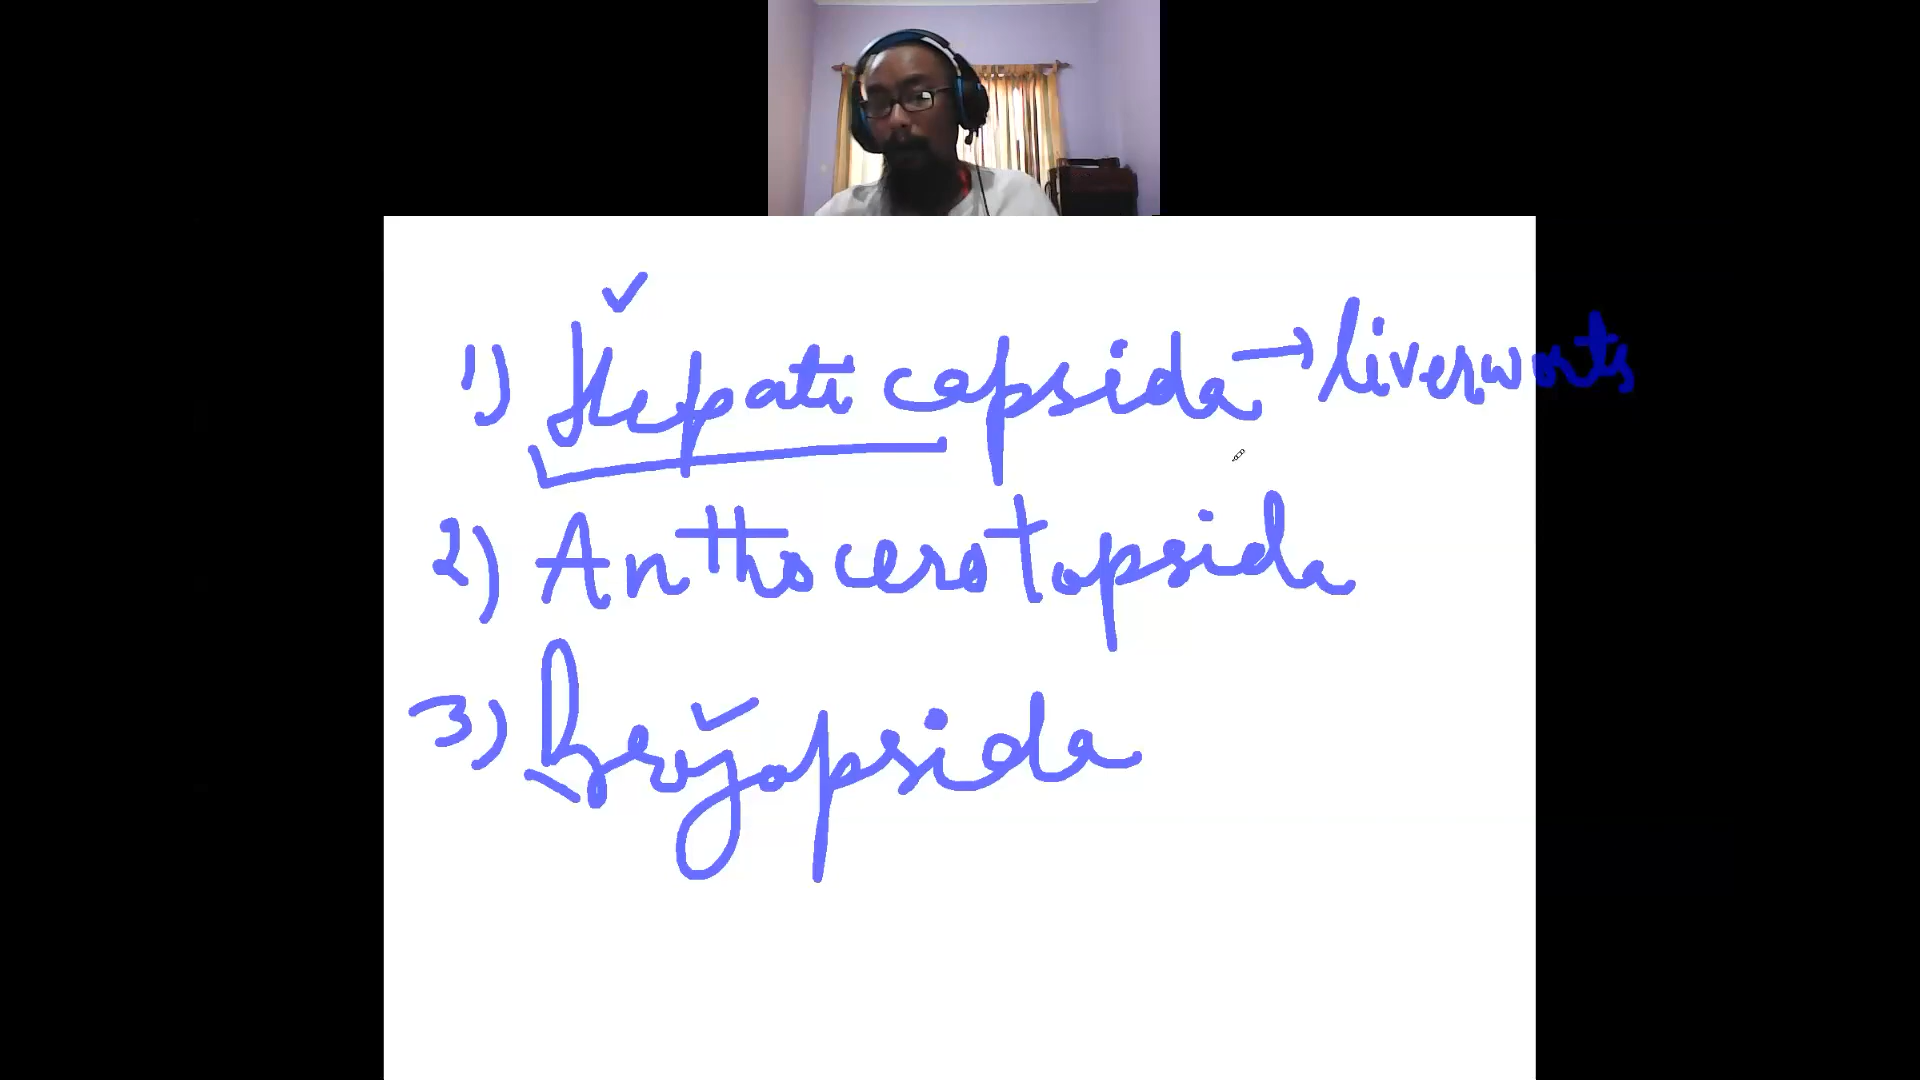 1) Hepaticopsida → liverworts
2) Anthocerotopsida
3) Bryopsida